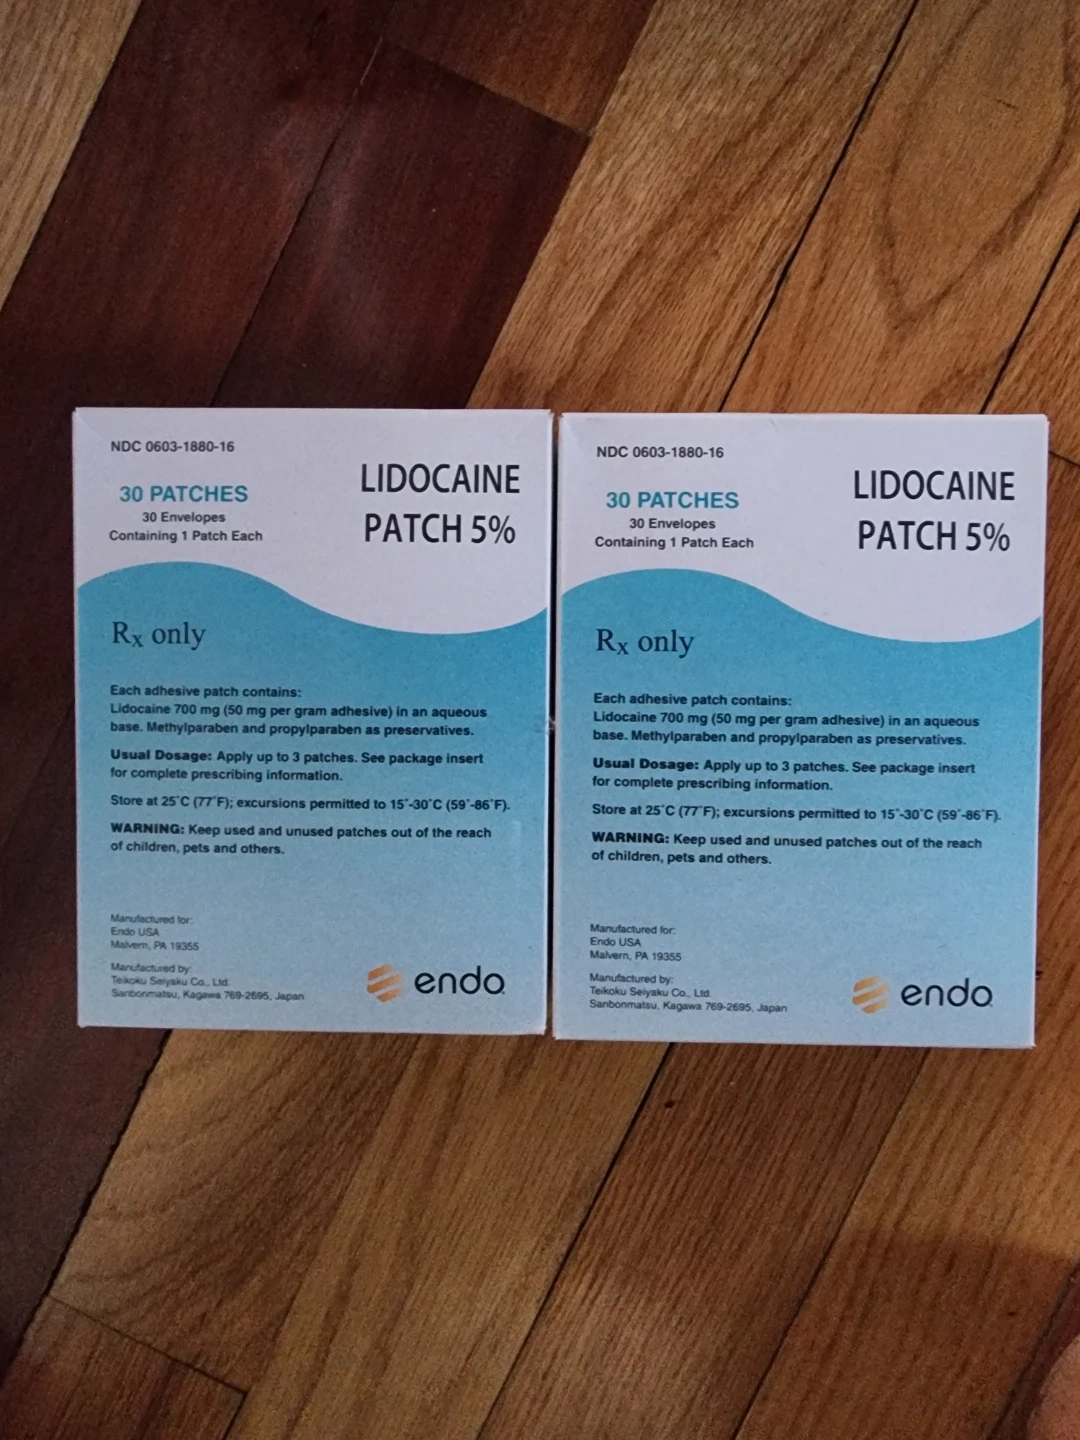 NDC 0603-1880-16
30 PATCHES
30 Envelopes
Containing 1 Patch Each
LIDOCAINE
PATCH 5%
Rx only
Each adhesive patch contains:
Lidocaine 700 mg (50 mg per gram adhesive) in an aqueous
base. Methylparaben and propylparaben as preservatives.
Usual Dosage: Apply up to 3 patches. See package insert
for complete prescribing information.
Store at 25°C (77°F); excursions permitted to 15°-30°C (59°-86°F).
WARNING: Keep used and unused patches out of the reach
of children, pets and others.
Manufactured for:
Endo USA
Malvern, PA 19355
Manufactured by:
Teikoku Seiyaku Co., Ltd.
Sanbonmatsu, Kagawa 769-2695, Japan
endo
NDC 0603-1880-16
30 PATCHES
30 Envelopes
Containing 1 Patch Each
LIDOCAINE
PATCH 5%
Rx only
Each adhesive patch contains:
Lidocaine 700 mg (50 mg per gram adhesive) in an aqueous
base. Methylparaben and propylparaben as preservatives.
Usual Dosage: Apply up to 3 patches. See package insert
for complete prescribing information.
Store at 25°C (77°F); excursions permitted to 15°-30°C (59°-86°F).
WARNING: Keep used and unused patches out of the reach
of children, pets and others.
Manufactured for:
Endo USA
Malvern, PA 19355
Manufactured by:
Teikoku Seiyaku Co., Ltd.
Sanbonmatsu, Kagawa 769-2695, Japan
endo